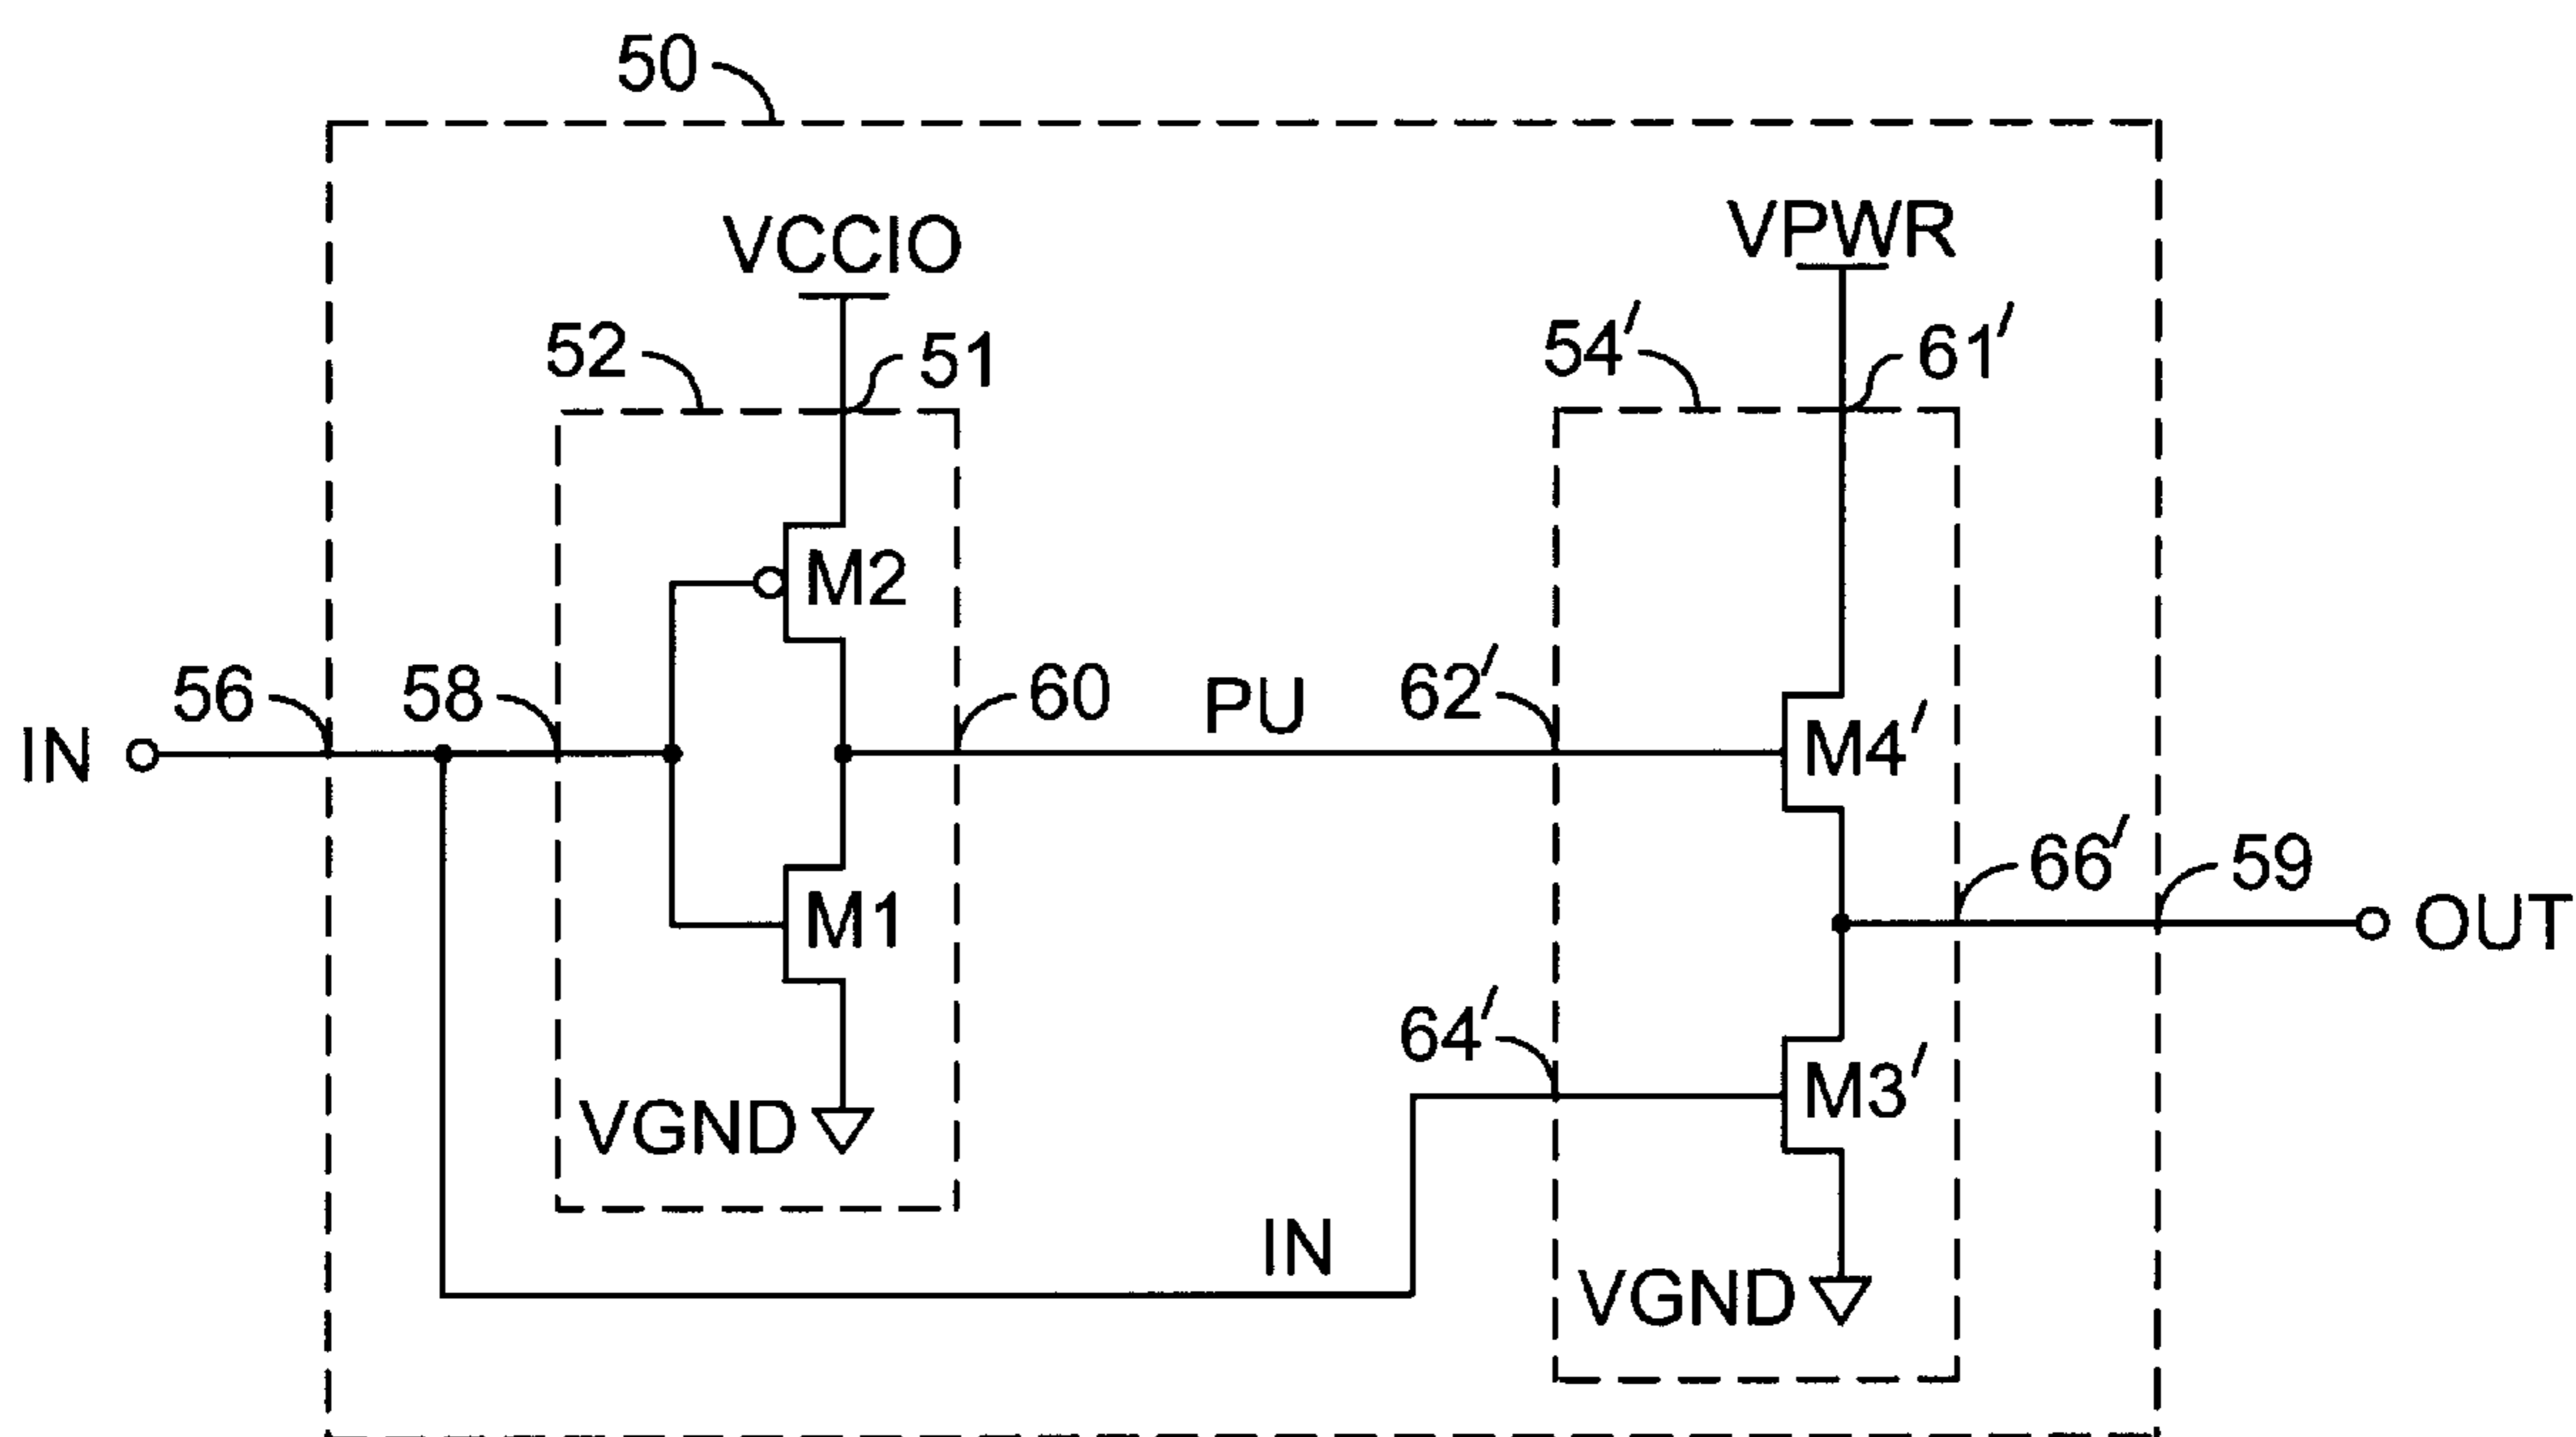 50
VCCIO
VPWR
52
51
54′
61′
M2
56
58
60
PU
62′
IN
M4′
M1
66′
59
OUT
64′
M3′
VGND
IN
VGND